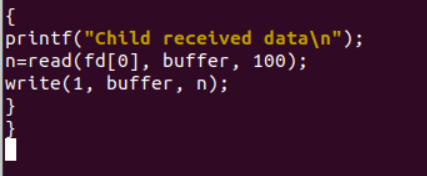 {
printf("Child received data\n");
n=read(fd[0], buffer, 100);
write(1, buffer, n);
}
}